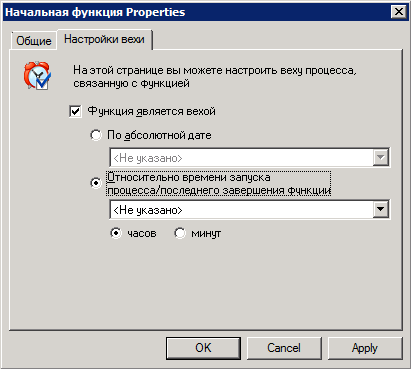 Начальная функция Properties
Общие
Настройки вехи
На этой странице вы можете настроить веху процесса,
связанную с функцией
Функция является вехой
По абсолютной дате
<Не указано>
Относительно времени запуска
процесса/последнего завершения функции
<Не указано>
часов
минут
OK
Cancel
Apply